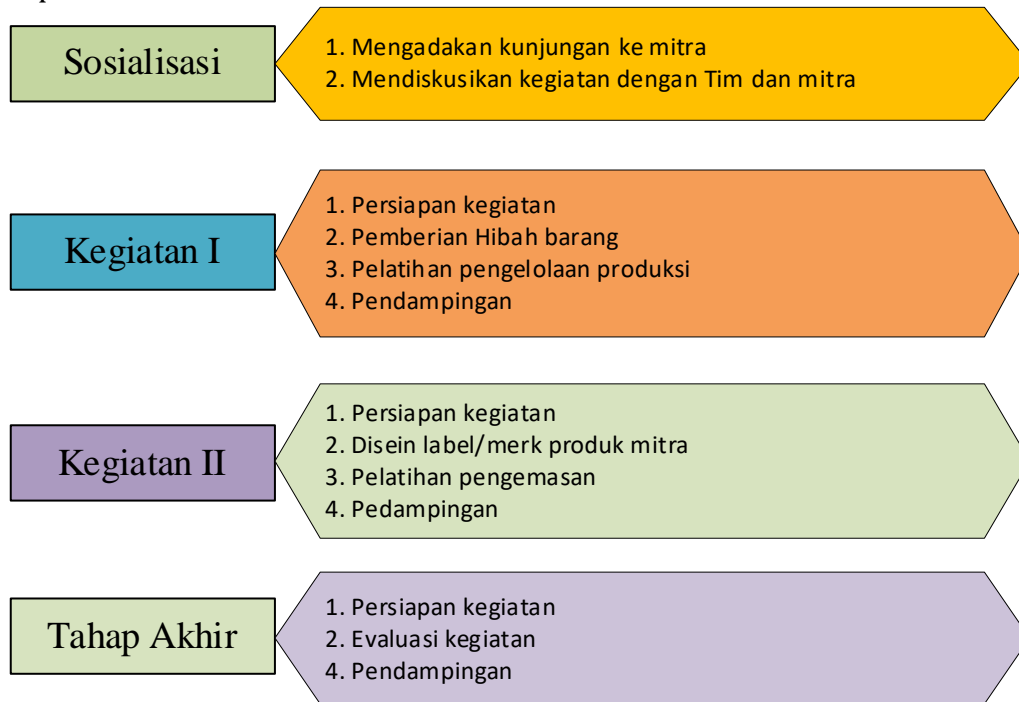 Sosialisasi
1. Mengadakan kunjungan ke mitra
2. Mendiskusikan kegiatan dengan Tim dan mitra
Kegiatan I
1. Persiapan kegiatan
2. Pemberian Hibah barang
3. Pelatihan pengelolaan produksi
4. Pendampingan
Kegiatan II
1. Persiapan kegiatan
2. Disein label/merk produk mitra
3. Pelatihan pengemasan
4. Pedampingan
Tahap Akhir
1. Persiapan kegiatan
2. Evaluasi kegiatan
4. Pendampingan